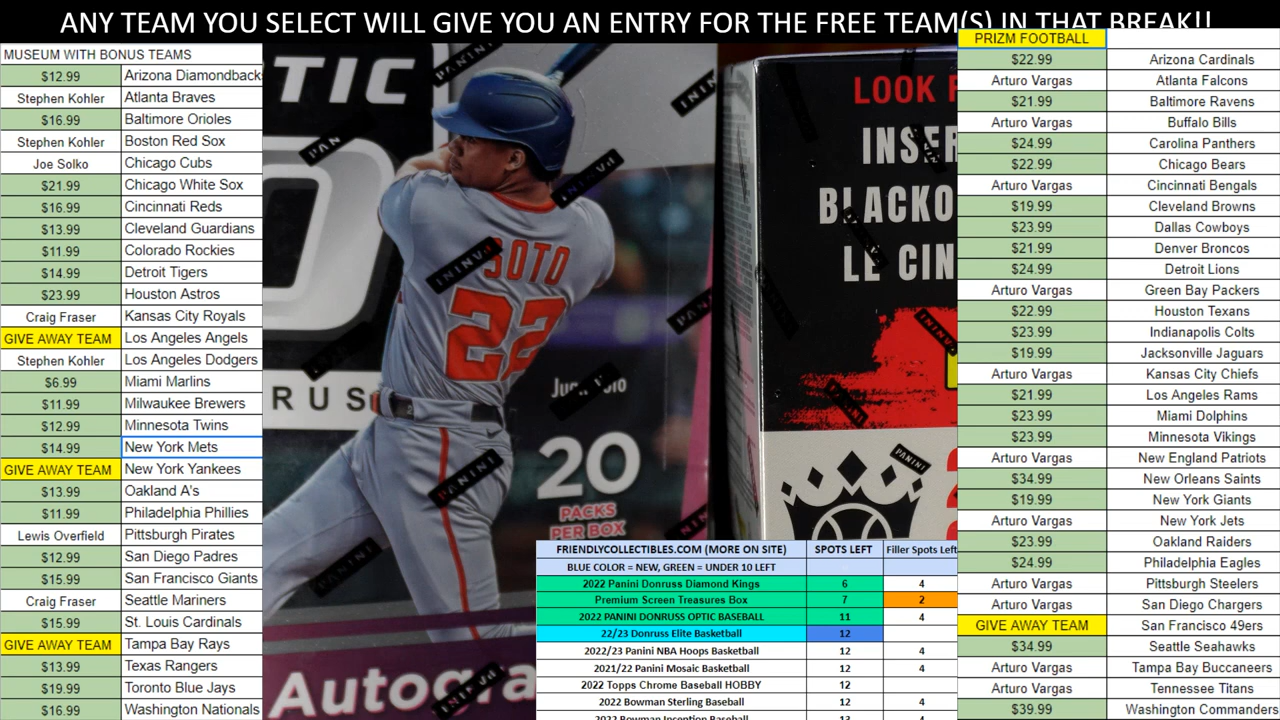 ANY TEAM YOU SELECT WILL GIVE YOU AN ENTRY FOR THE FREE TEAM(S) IN THAT BREAK!!
MUSEUM WITH BONUS TEAMS
$12.99 Arizona Diamondback
Stephen Kohler Atlanta Braves
$16.99 Baltimore Orioles
Stephen Kohler Boston Red Sox
Joe Solko Chicago Cubs
$21.99 Chicago White Sox
$16.99 Cincinnati Reds
$13.99 Cleveland Guardians
$11.99 Colorado Rockies
$14.99 Detroit Tigers
$23.99 Houston Astros
Craig Fraser Kansas City Royals
GIVE AWAY TEAM Los Angeles Angels
Stephen Kohler Los Angeles Dodgers
$6.99 Miami Marlins
$11.99 Milwaukee Brewers
$12.99 Minnesota Twins
$14.99 New York Mets
GIVE AWAY TEAM New York Yankees
$13.99 Oakland A's
$11.99 Philadelphia Phillies
Lewis Overfield Pittsburgh Pirates
$12.99 San Diego Padres
$15.99 San Francisco Giants
Craig Fraser Seattle Mariners
$15.99 St. Louis Cardinals
GIVE AWAY TEAM Tampa Bay Rays
$13.99 Texas Rangers
$19.99 Toronto Blue Jays
$16.99 Washington Nationals
TIC
RUS
SOTO
22
20
PACKS
PER BOX
Autogra
PANINI
PANINI
PANINI
PANINI
PANINI
LOOK F
INSER
BLACKO
LE CIN
FRIENDLYCOLLECTIBLES.COM (MORE ON SITE) SPOTS LEFT Filler Spots Left
BLUE COLOR = NEW, GREEN = UNDER 10 LEFT
2022 Panini Donruss Diamond Kings 6 4
Premium Screen Treasures Box 7 2
2022 PANINI DONRUSS OPTIC BASEBALL 11 4
22/23 Donruss Elite Basketball 12
2022/23 Panini NBA Hoops Basketball 12 4
2021/22 Panini Mosaic Basketball 12 4
2022 Topps Chrome Baseball HOBBY 12
2022 Bowman Sterling Baseball 12 4
2022 Bowman Inception Baseball 13 4
PRIZM FOOTBALL
$22.99 Arizona Cardinals
Arturo Vargas Atlanta Falcons
$21.99 Baltimore Ravens
Arturo Vargas Buffalo Bills
$24.99 Carolina Panthers
$22.99 Chicago Bears
Arturo Vargas Cincinnati Bengals
$19.99 Cleveland Browns
$23.99 Dallas Cowboys
$21.99 Denver Broncos
$24.99 Detroit Lions
Arturo Vargas Green Bay Packers
$22.99 Houston Texans
$23.99 Indianapolis Colts
$19.99 Jacksonville Jaguars
Arturo Vargas Kansas City Chiefs
$21.99 Los Angeles Rams
$23.99 Miami Dolphins
$23.99 Minnesota Vikings
Arturo Vargas New England Patriots
$34.99 New Orleans Saints
$19.99 New York Giants
Arturo Vargas New York Jets
$23.99 Oakland Raiders
$24.99 Philadelphia Eagles
Arturo Vargas Pittsburgh Steelers
Arturo Vargas San Diego Chargers
GIVE AWAY TEAM San Francisco 49ers
$34.99 Seattle Seahawks
Arturo Vargas Tampa Bay Buccaneers
Arturo Vargas Tennessee Titans
$39.99 Washington Commanders